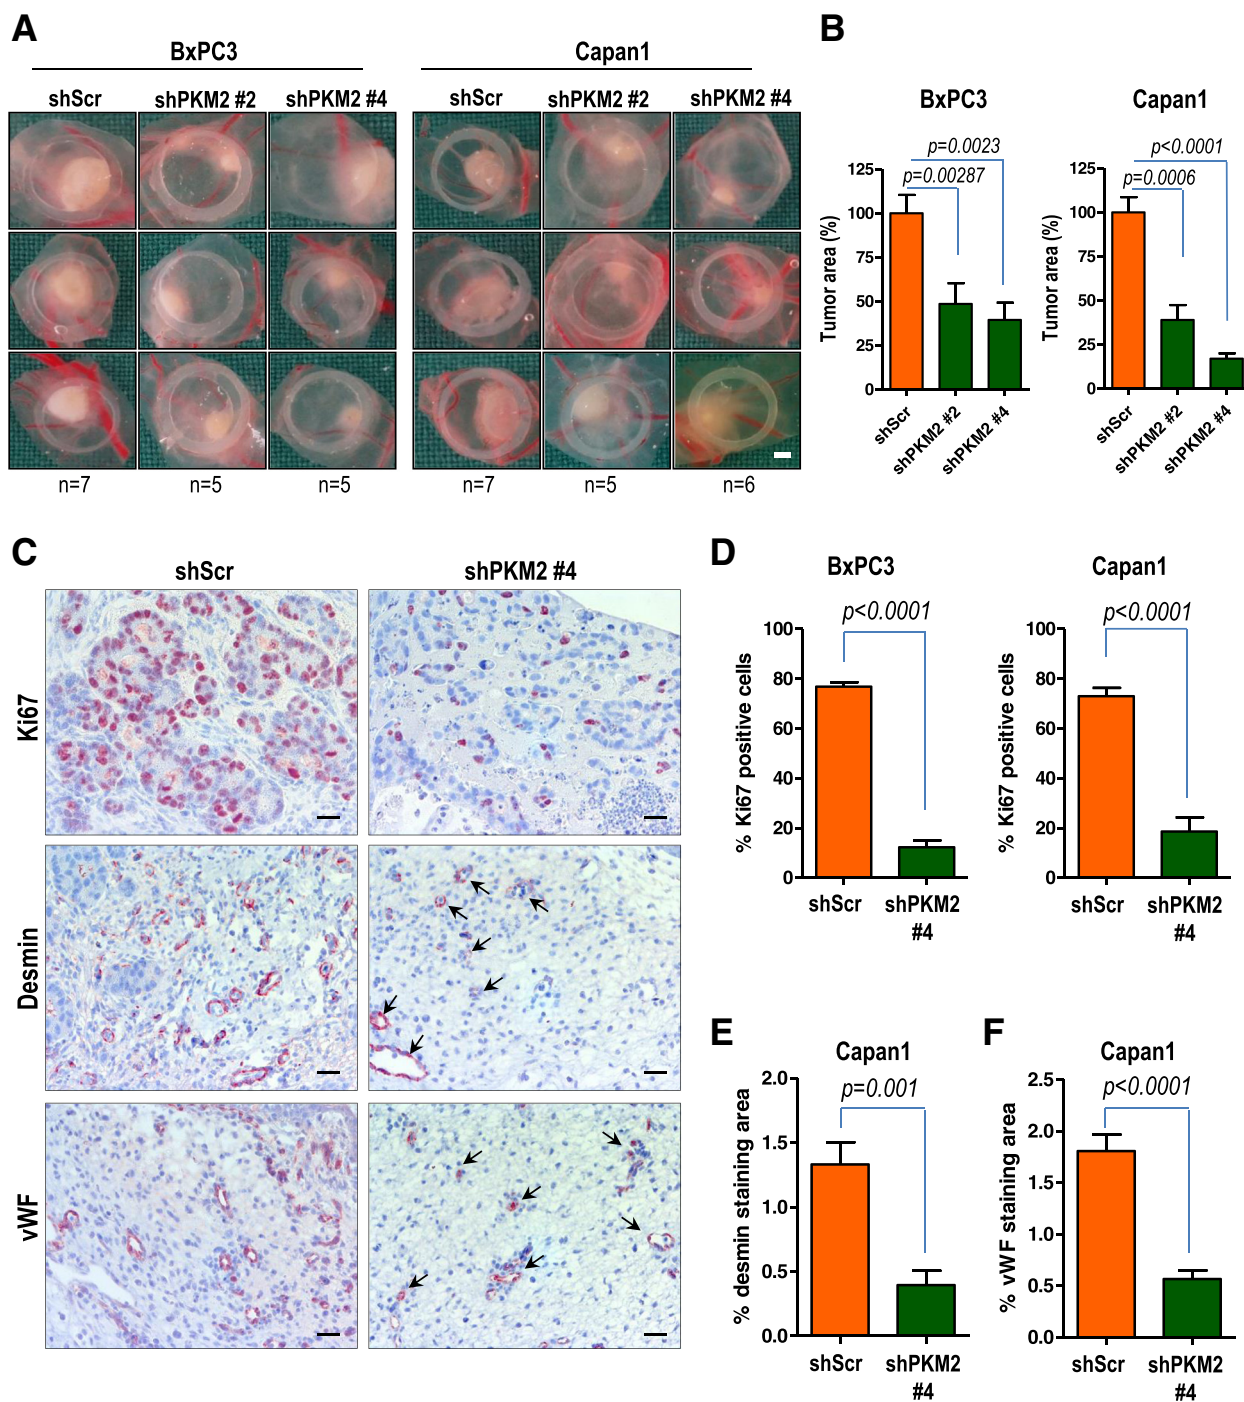 A
BxPC3
Capan1
shScr
shPKM2 #2
shPKM2 #4
shScr
shPKM2 #2
shPKM2 #4
n=7
n=5
n=5
n=7
n=5
n=6
B
BxPC3
p=0.0023
p=0.00287
Tumor area (%)
125
100
75
50
25
0
shScr
shPKM2 #2
shPKM2 #4
Capan1
p<0.0001
p=0.0006
Tumor area (%)
125
100
75
50
25
0
shScr
shPKM2 #2
shPKM2 #4
C
shScr
shPKM2 #4
Ki67
Desmin
vWF
D
BxPC3
p<0.0001
% Ki67 positive cells
100
80
60
40
20
0
shScr
shPKM2
#4
Capan1
p<0.0001
% Ki67 positive cells
100
80
60
40
20
0
shScr
shPKM2
#4
E
Capan1
p=0.001
% desmin staining area
2.0
1.5
1.0
0.5
0.0
shScr
shPKM2
#4
F
Capan1
p<0.0001
% vWF staining area
2.5
2.0
1.5
1.0
0.5
0.0
shScr
shPKM2
#4